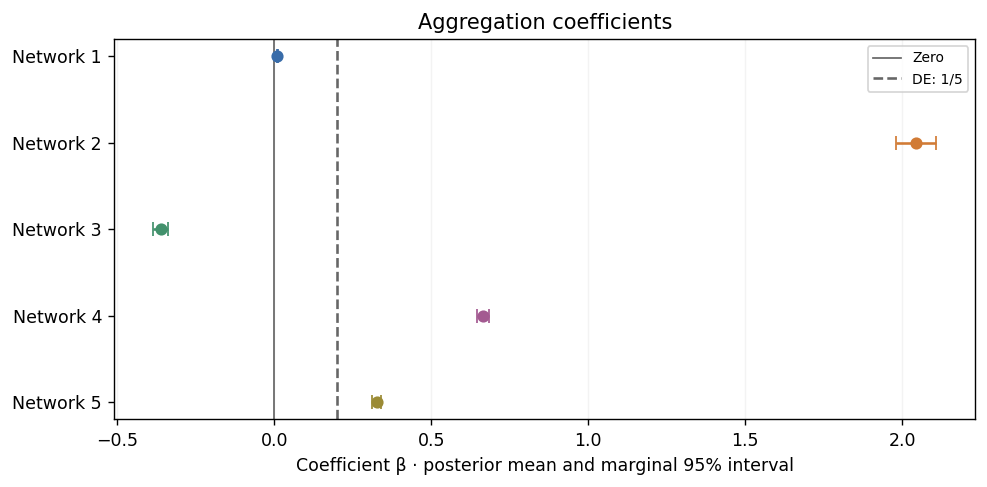 Aggregation coefficients
Network 1
Network 2
Network 3
Network 4
Network 5
Zero
DE: 1/5
−0.5 0.0 0.5 1.0 1.5 2.0
Coefficient β · posterior mean and marginal 95% interval